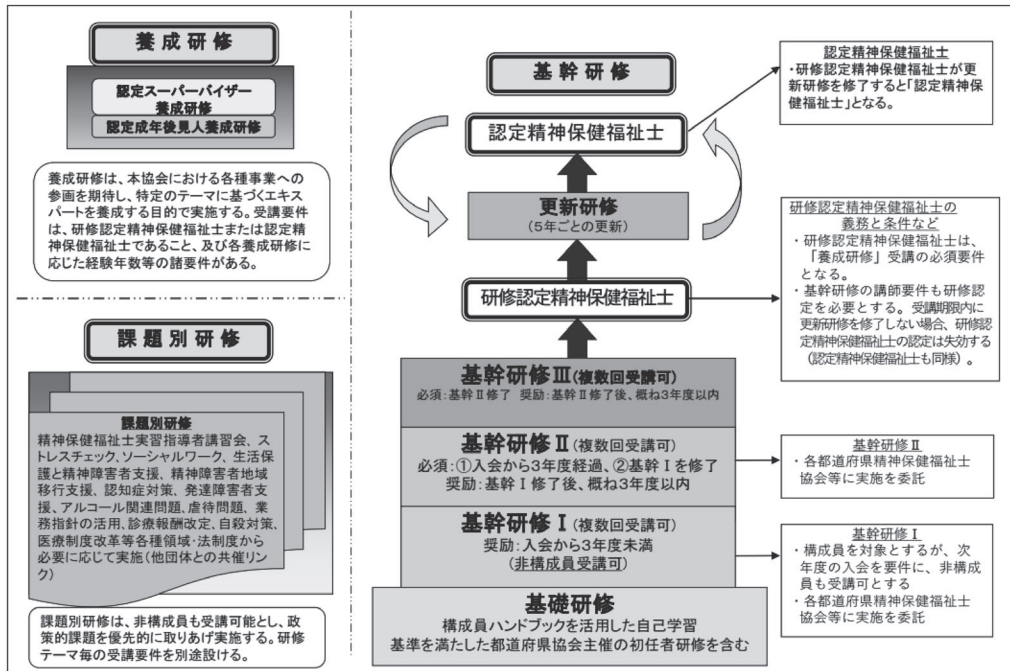 養成研修
認定スーパーバイザー
養成研修
認定成年後見人養成研修
養成研修は、本協会における各種事業への
参画を期待し、特定のテーマに基づくエキス
パートを養成する目的で実施する。受講要件
は、研修認定精神保健福祉士または認定精
神保健福祉士であること、及び各養成研修に
応じた経験年数等の諸要件がある。
課題別研修
課題別研修
精神保健福祉士実習指導者講習会、ス
トレスチェック、ソーシャルワーク、生活保
護と精神障害者支援、精神障害者地域
移行支援、認知症対策、発達障害者支
援、アルコール関連問題、虐待問題、業
務指針の活用、診療報酬改定、自殺対策、
医療制度改革等各種領域・法制度から
必要に応じて実施(他団体との共催リン
ク)
課題別研修は、非構成員も受講可能とし、政
策的課題を優先的に取りあげ実施する。研修
テーマ毎の受講要件を別途設ける。
基幹研修
認定精神保健福祉士
更新研修
(5年ごとの更新)
研修認定精神保健福祉士
基幹研修Ⅲ(複数回受講可)
必須:基幹Ⅱ修了 奨励:基幹Ⅱ修了後、概ね3年度以内
基幹研修Ⅱ(複数回受講可)
必須:①入会から3年度経過、②基幹Ⅰを修了
奨励:基幹Ⅰ修了後、概ね3年度以内
基幹研修Ⅰ(複数回受講可)
奨励:入会から3年度未満
(非構成員受講可)
基礎研修
構成員ハンドブックを活用した自己学習
基準を満たした都道府県協会主催の初任者研修を含む
認定精神保健福祉士
・研修認定精神保健福祉士が更
新研修を修了すると「認定精神保
健福祉士」となる。
研修認定精神保健福祉士の
義務と条件など
・研修認定精神保健福祉士は、
「養成研修」受講の必須要件
となる。
・基幹研修の講師要件も研修認
定を必要とする。受講期限内に
更新研修を修了しない場合、研修認
定精神保健福祉士の認定は失効する
(認定精神保健福祉士も同様)。
基幹研修Ⅱ
・各都道府県精神保健福祉士
協会等に実施を委託
基幹研修Ⅰ
・構成員を対象とするが、次
年度の入会を要件に、非構成
員も受講可とする
・各都道府県精神保健福祉士
協会等に実施を委託